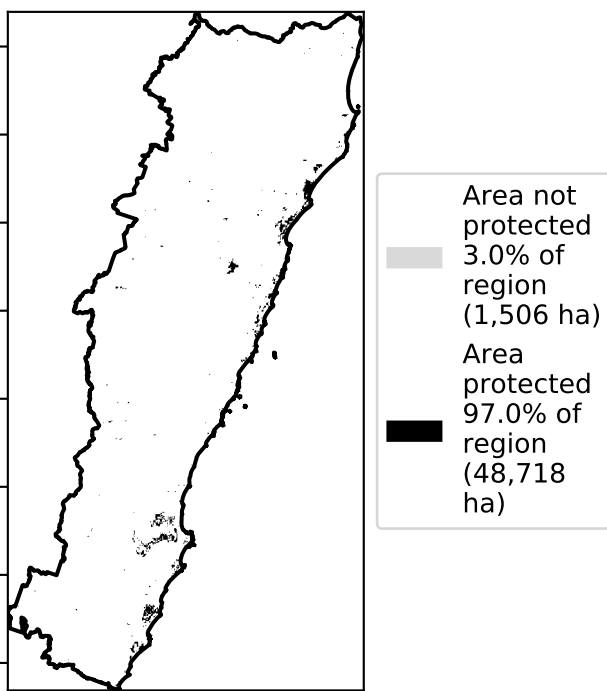 Area not
protected
3.0% of
region
(1,506 ha)
Area
protected
97.0% of
region
(48,718
ha)